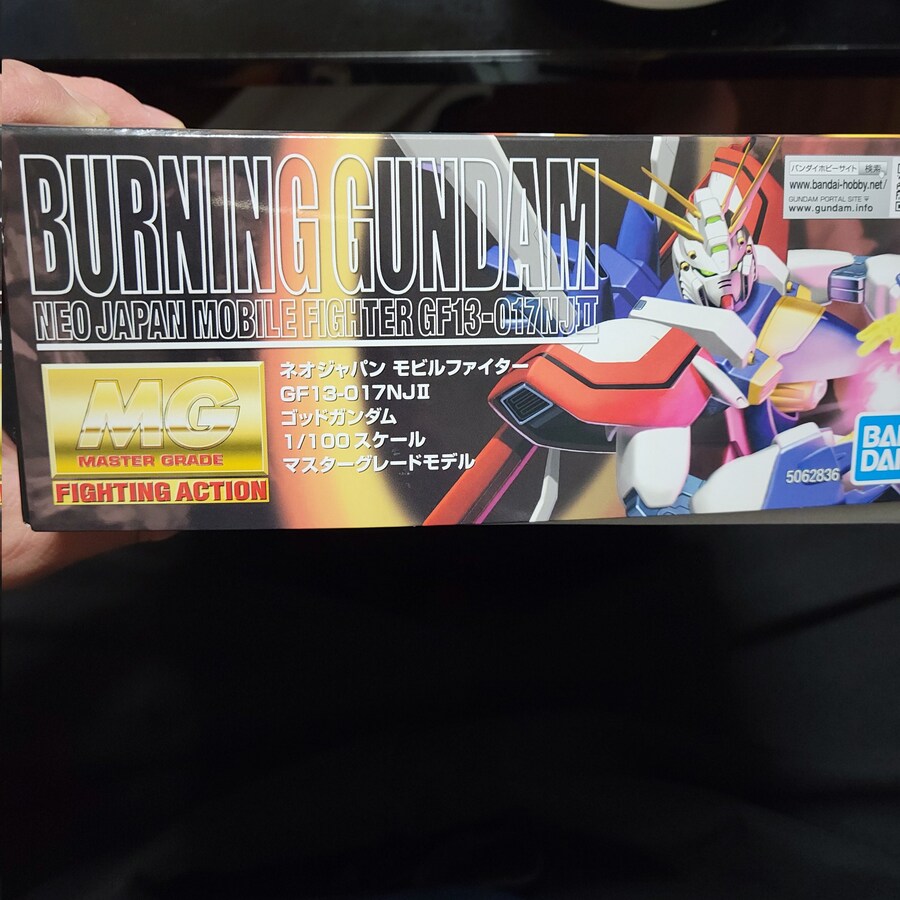 BURNING GUNDAM
NEO JAPAN MOBILE FIGHTER GF13-017NJⅡ
MG
MASTER GRADE
FIGHTING ACTION
ネオジャパン モビルファイター
GF13-017NJⅡ
ゴッドガンダム
1/100スケール
マスターグレードモデル
バンダイホビーサイト 検索
www.bandai-hobby.net/
GUNDAM PORTAL SITE
www.gundam.info
5062836
BAN
DAI